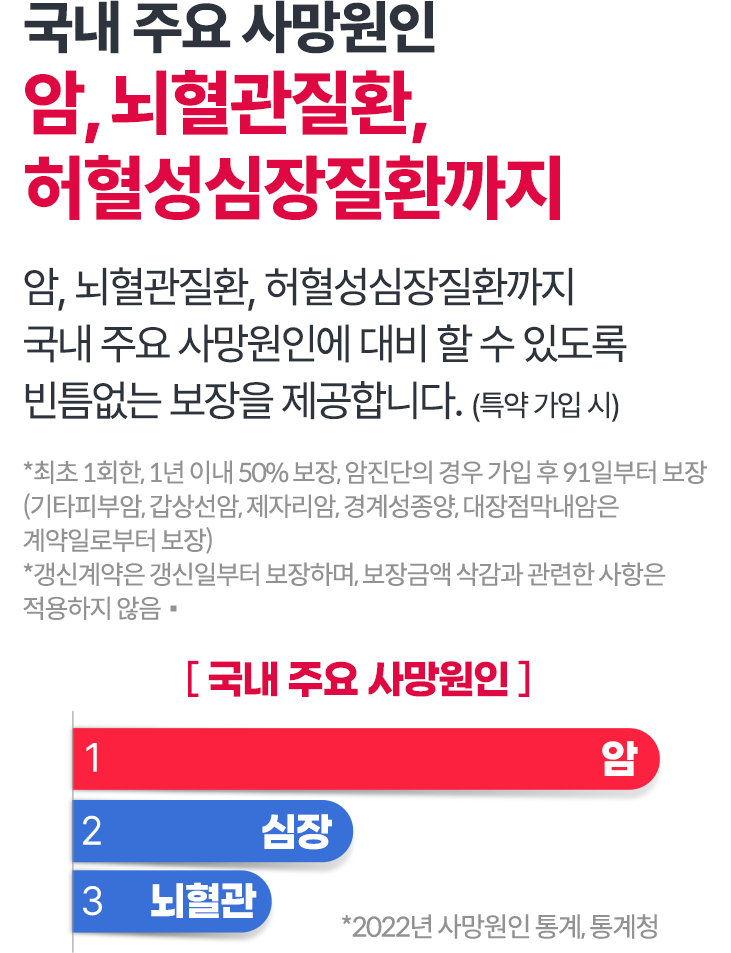 국내 주요 사망원인
암, 뇌혈관질환,
허혈성심장질환까지
암, 뇌혈관질환, 허혈성심장질환까지
국내 주요 사망원인에 대비 할 수 있도록
빈틈없는 보장을 제공합니다. (특약 가입 시)
*최초 1회한, 1년 이내 50% 보장, 암진단의 경우 가입 후 91일부터 보장
(기타피부암, 갑상선암, 제자리암, 경계성종양, 대장점막내암은
계약일로부터 보장)
*갱신계약은 갱신일부터 보장하며, 보장금액 삭감과 관련한 사항은
적용하지 않음 ▪
[ 국내 주요 사망원인 ]
1 암
2 심장
3 뇌혈관
*2022년 사망원인 통계, 통계청